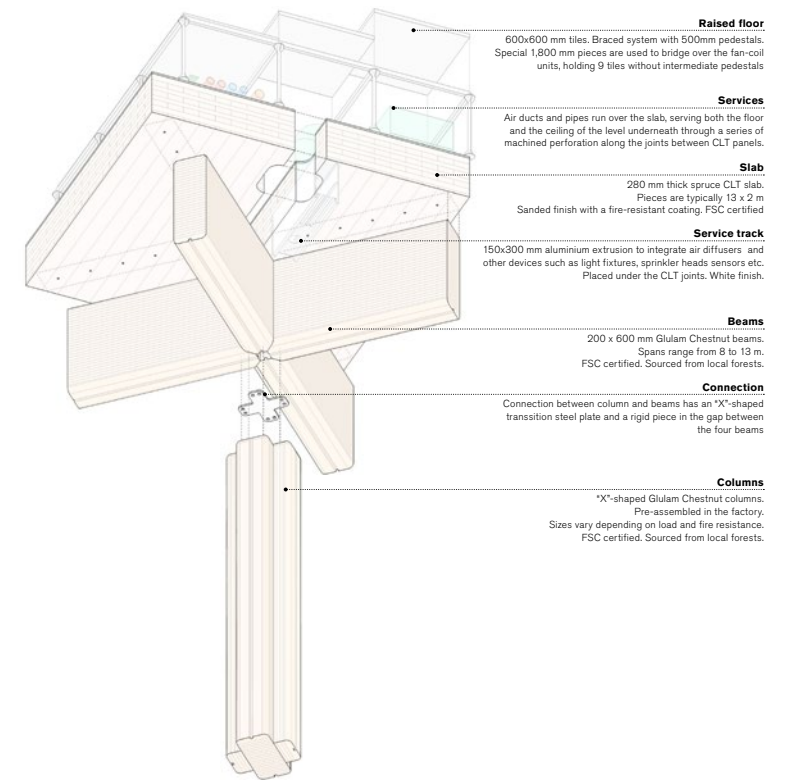 Raised floor
600x600 mm tiles. Braced system with 500mm pedestals.
Special 1,800 mm pieces are used to bridge over the fan-coil
units, holding 9 tiles without intermediate pedestals
Services
Air ducts and pipes run over the slab, serving both the floor
and the ceiling of the level underneath through a series of
machined perforation along the joints between CLT panels.
Slab
280 mm thick spruce CLT slab.
Pieces are typically 13 x 2 m
Sanded finish with a fire-resistant coating. FSC certified
Service track
150x300 mm aluminium extrusion to integrate air diffusers and
other devices such as light fixtures, sprinkler heads sensors etc.
Placed under the CLT joints. White finish.
Beams
200 x 600 mm Glulam Chestnut beams.
Spans range from 8 to 13 m.
FSC certified. Sourced from local forests.
Connection
Connection between column and beams has an "X"-shaped
transsition steel plate and a rigid piece in the gap between
the four beams
Columns
"X"-shaped Glulam Chestnut columns.
Pre-assembled in the factory.
Sizes vary depending on load and fire resistance.
FSC certified. Sourced from local forests.